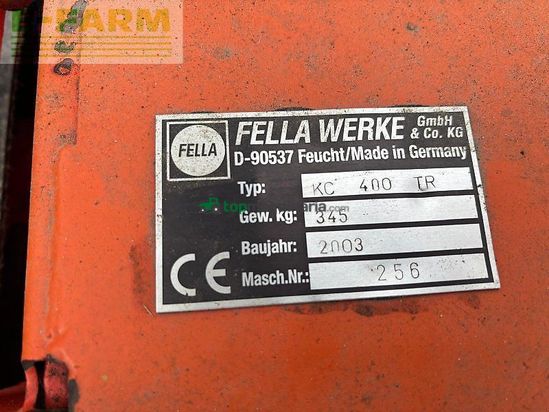 E-FARM
FELLA
FELLA WERKE GmbH & Co. KG
D-90537 Feucht/Made in Germany
Typ: KC 400 TR
Gew. kg: 345
Baujahr: 2003
Masch.Nr.: 256
CE